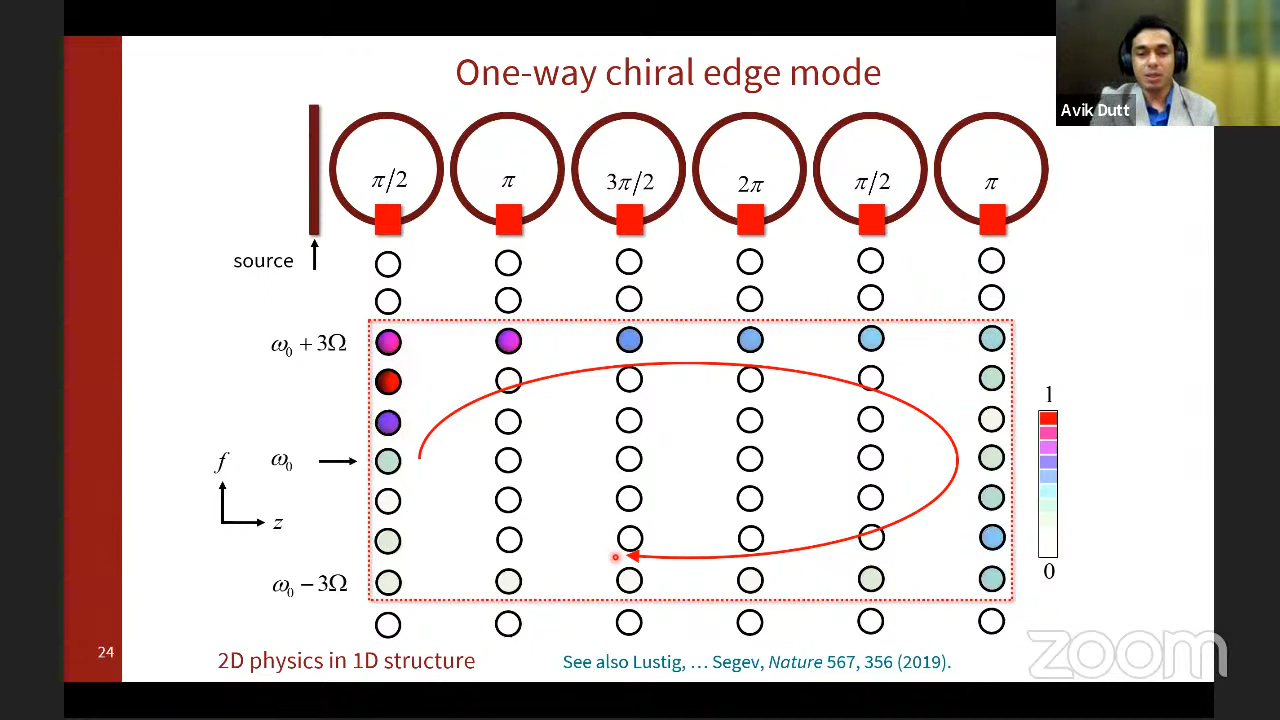 One-way chiral edge mode
Avik Dutt
π/2
π
3π/2
2π
π/2
π
source
ω₀ + 3Ω
1
f
ω₀
z
0
ω₀ − 3Ω
24
2D physics in 1D structure
See also Lustig, … Segev, Nature 567, 356 (2019).
zoom